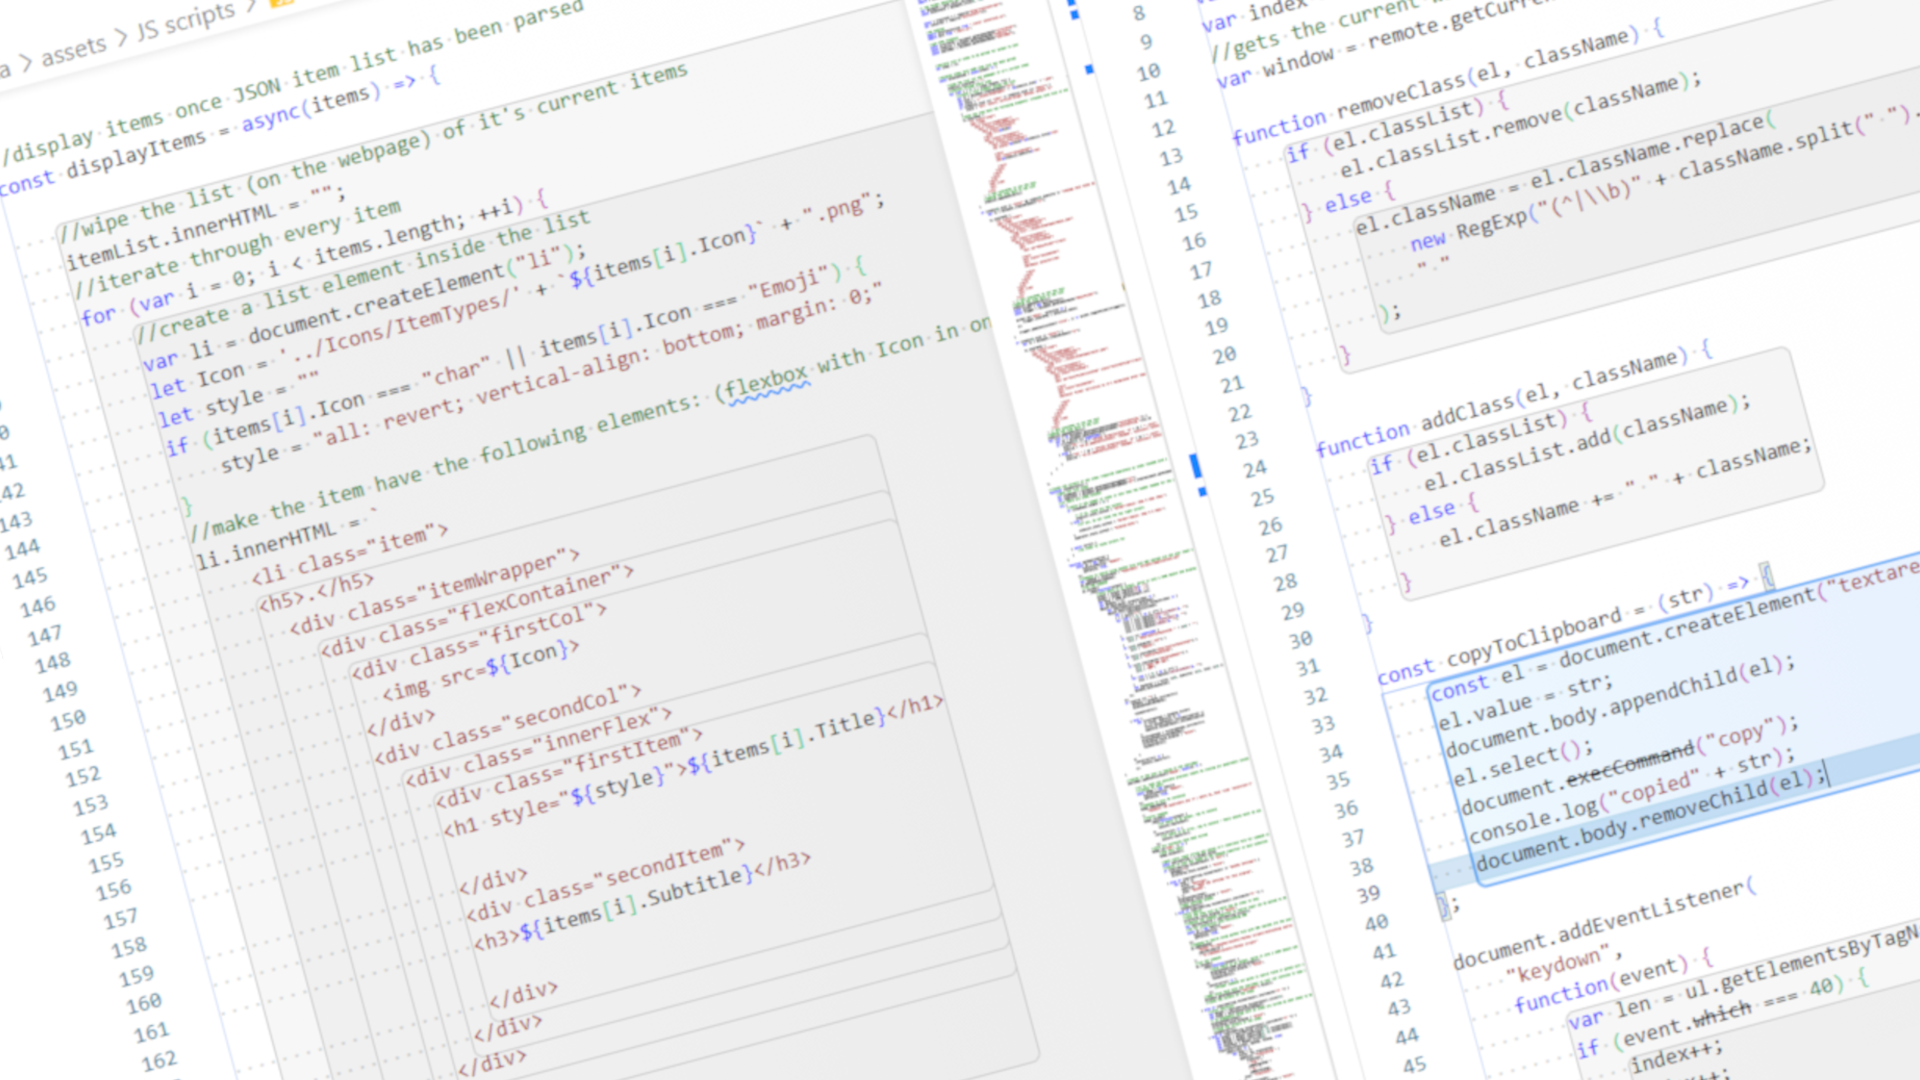 a > assets > JS scripts >
//display items once JSON item list has been parsed
const displayItems = async(items) => {
//wipe the list (on the webpage) of it's current items
itemList.innerHTML = "";
//iterate through every item
for (var i = 0; i < items.length; ++i) {
//create a list element inside the list
var li = document.createElement("li");
let Icon = '../Icons/ItemTypes/' + `${items[i].Icon}` + ".png";
let style = ""
if (items[i].Icon === "char" || items[i].Icon === "Emoji") {
style = "all: revert; vertical-align: bottom; margin: 0;"
}
//make the item have the following elements: (flexbox with Icon in on
li.innerHTML = `
<li class="item">
<h5>.</h5>
<div class="itemWrapper">
<div class="flexContainer">
<div class="firstCol">
<img src=${Icon}>
</div>
<div class="secondCol">
<div class="innerFlex">
<div class="firstItem">
<h1 style="${style}">${items[i].Title}</h1>
</div>
<div class="secondItem">
<h3>${items[i].Subtitle}</h3>
</div>
</div>
</div>
41
142
143
144
145
146
147
148
149
150
151
152
153
154
155
156
157
158
159
160
161
162
8
9
10
11
12
13
14
15
16
17
18
19
20
21
22
23
24
25
26
27
28
29
30
31
32
33
34
35
36
37
38
39
40
41
42
43
44
45
var index
//gets the current
var window = remote.getCurre
function removeClass(el, className) {
if (el.classList) {
el.classList.remove(className);
} else {
el.className = el.className.replace(
new RegExp("(^|\\b)" + className.split(" ").
" "
);
}
}
function addClass(el, className) {
if (el.classList) {
el.classList.add(className);
} else {
el.className += " " + className;
}
}
const copyToClipboard = (str) => {
const el = document.createElement("textare
el.value = str;
document.body.appendChild(el);
el.select();
document.execCommand("copy");
console.log("copied" + str);
document.body.removeChild(el);
};
document.addEventListener(
"keydown",
function(event) {
var len = ul.getElementsByTagN
if (event.which === 40) {
index++;